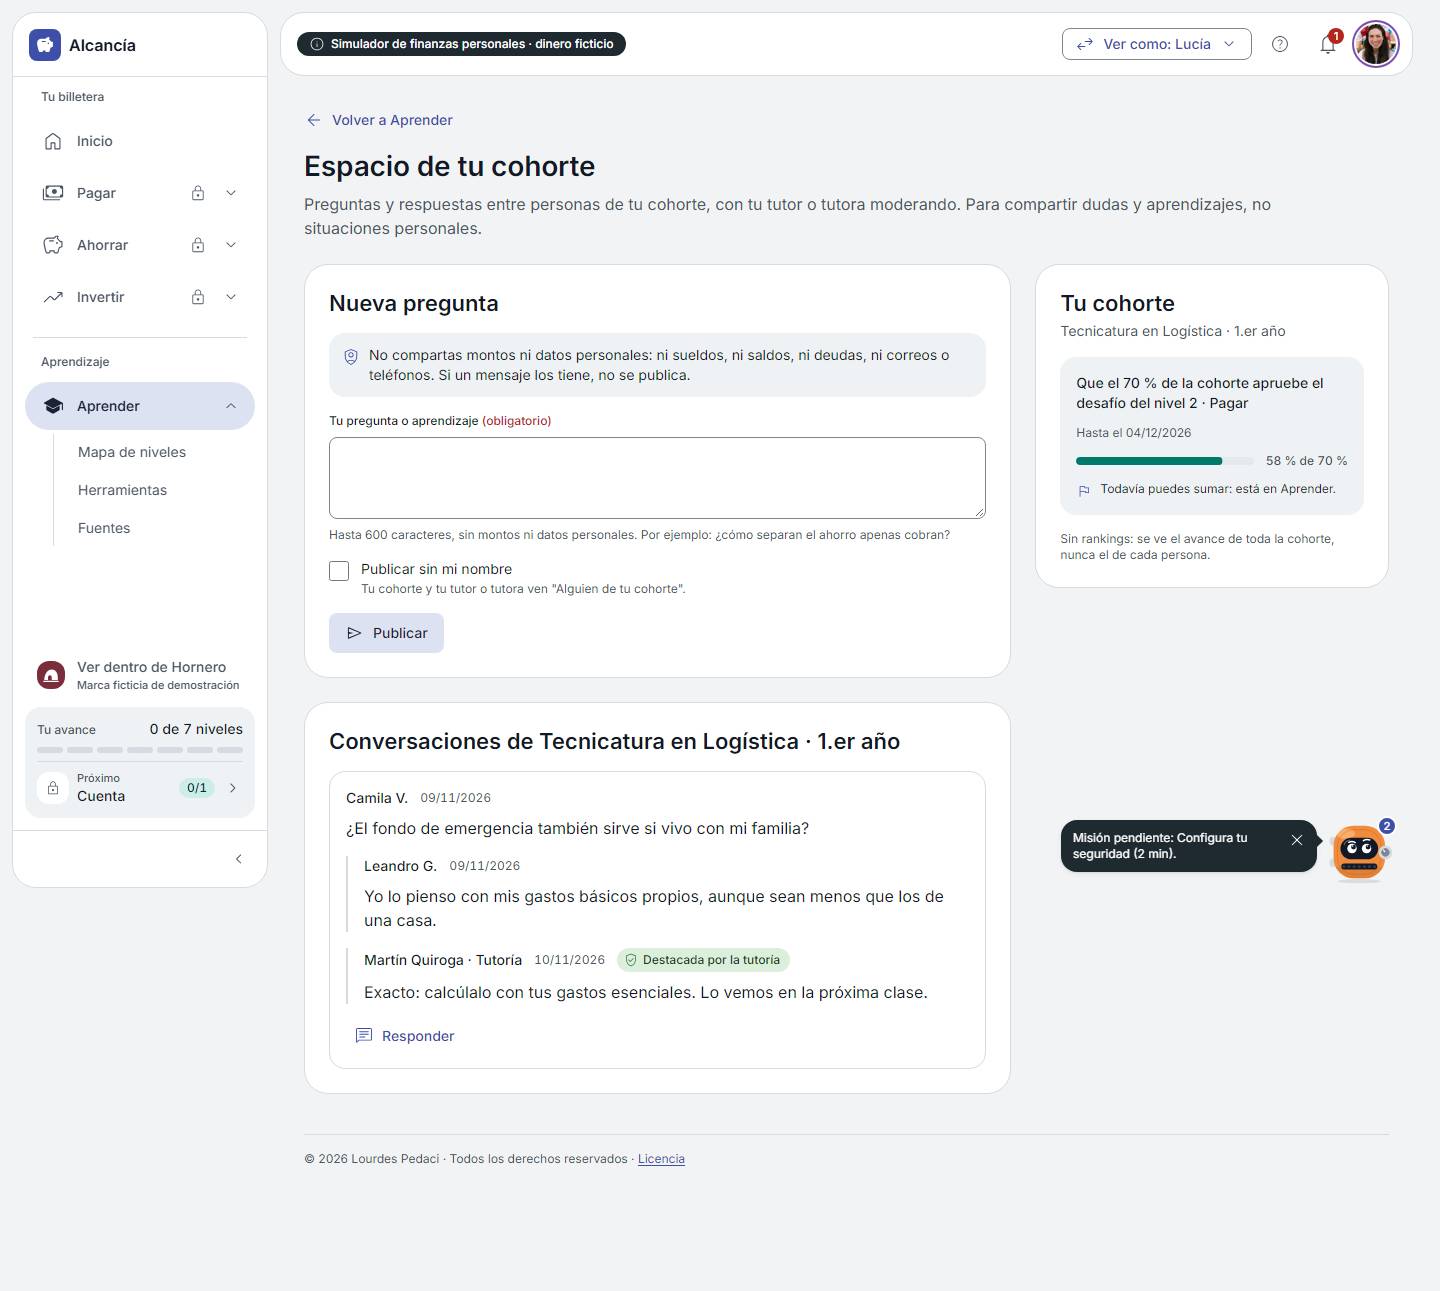 Alcancía
Simulador de finanzas personales · dinero ficticio
Ver como: Lucía
1
Tu billetera
Inicio
Pagar
Ahorrar
Invertir
Aprendizaje
Aprender
Mapa de niveles
Herramientas
Fuentes
Ver dentro de Hornero
Marca ficticia de demostración
Tu avance
0 de 7 niveles
Próximo
Cuenta
0/1
Volver a Aprender
Espacio de tu cohorte
Preguntas y respuestas entre personas de tu cohorte, con tu tutor o tutora moderando. Para compartir dudas y aprendizajes, no
situaciones personales.
Nueva pregunta
No compartas montos ni datos personales: ni sueldos, ni saldos, ni deudas, ni correos o
teléfonos. Si un mensaje los tiene, no se publica.
Tu pregunta o aprendizaje (obligatorio)
Hasta 600 caracteres, sin montos ni datos personales. Por ejemplo: ¿cómo separan el ahorro apenas cobran?
Publicar sin mi nombre
Tu cohorte y tu tutor o tutora ven "Alguien de tu cohorte".
Publicar
Tu cohorte
Tecnicatura en Logística · 1.er año
Que el 70 % de la cohorte apruebe el
desafío del nivel 2 · Pagar
Hasta el 04/12/2026
58 % de 70 %
Todavía puedes sumar: está en Aprender.
Sin rankings: se ve el avance de toda la cohorte,
nunca el de cada persona.
Conversaciones de Tecnicatura en Logística · 1.er año
Camila V. 09/11/2026
¿El fondo de emergencia también sirve si vivo con mi familia?
Leandro G. 09/11/2026
Yo lo pienso con mis gastos básicos propios, aunque sean menos que los de
una casa.
Martín Quiroga · Tutoría 10/11/2026 Destacada por la tutoría
Exacto: calcúlalo con tus gastos esenciales. Lo vemos en la próxima clase.
Responder
Misión pendiente: Configura tu
seguridad (2 min).
2
© 2026 Lourdes Pedaci · Todos los derechos reservados · Licencia